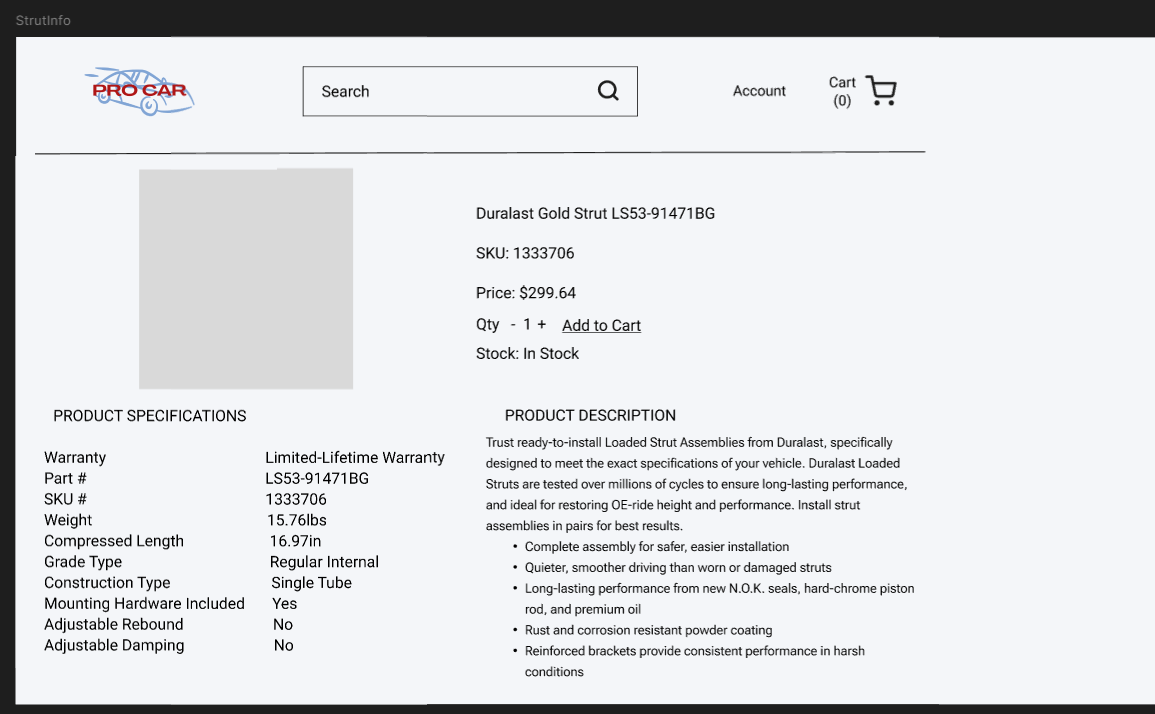 StrutInfo
PRO CAR
Search
Account
Cart
(0)
Duralast Gold Strut LS53-91471BG
SKU: 1333706
Price: $299.64
Qty - 1 + Add to Cart
Stock: In Stock
PRODUCT SPECIFICATIONS
Warranty Limited-Lifetime Warranty
Part # LS53-91471BG
SKU # 1333706
Weight 15.76lbs
Compressed Length 16.97in
Grade Type Regular Internal
Construction Type Single Tube
Mounting Hardware Included Yes
Adjustable Rebound No
Adjustable Damping No
PRODUCT DESCRIPTION
Trust ready-to-install Loaded Strut Assemblies from Duralast, specifically
designed to meet the exact specifications of your vehicle. Duralast Loaded
Struts are tested over millions of cycles to ensure long-lasting performance,
and ideal for restoring OE-ride height and performance. Install strut
assemblies in pairs for best results.
• Complete assembly for safer, easier installation
• Quieter, smoother driving than worn or damaged struts
• Long-lasting performance from new N.O.K. seals, hard-chrome piston
rod, and premium oil
• Rust and corrosion resistant powder coating
• Reinforced brackets provide consistent performance in harsh
conditions